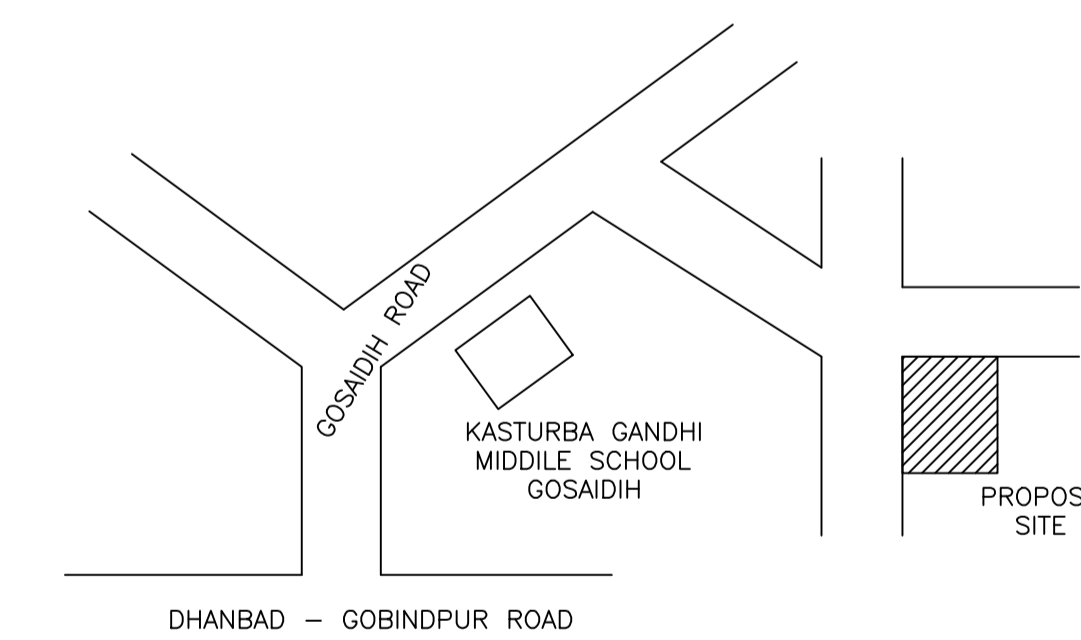 GOSAIDIH ROAD
KASTURBA GANDHI
MIDDILE SCHOOL
GOSAIDIH
PROPOS
SITE
DHANBAD – GOBINDPUR ROAD